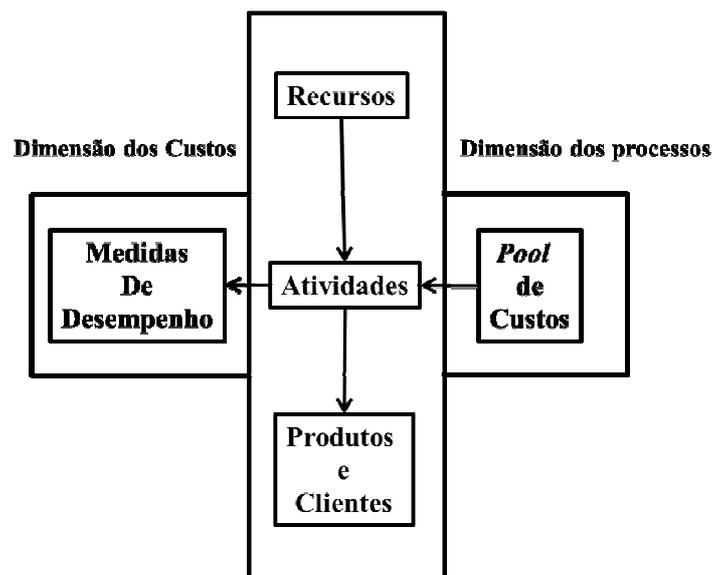 Recursos
Dimensão dos Custos
Dimensão dos processos
Medidas
De
Desempenho
Atividades
Pool
de
Custos
Produtos
e
Clientes